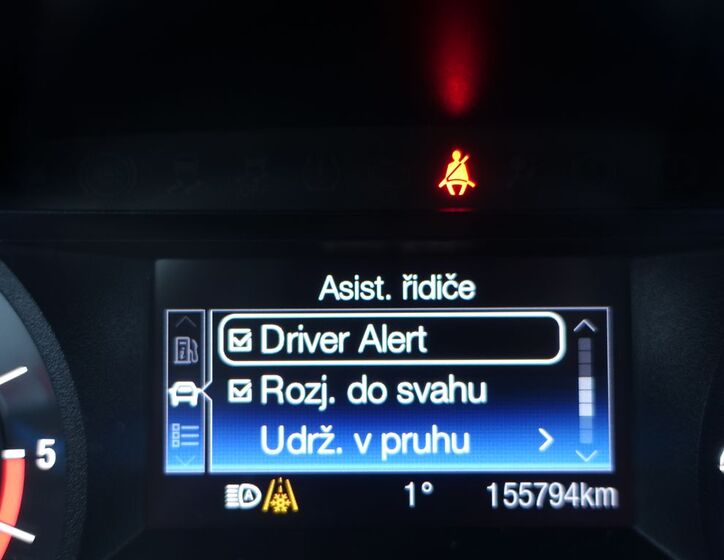 Asist. řidiče
Driver Alert
Rozj. do svahu
Udrž. v pruhu
5
A
1° 155794km